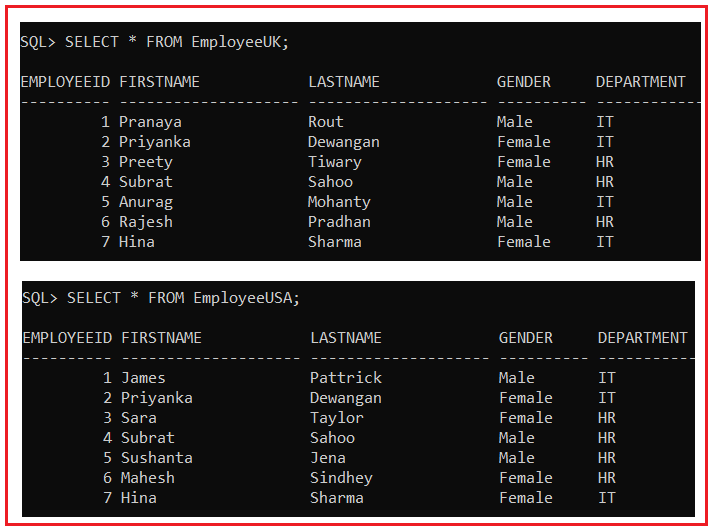 SQL> SELECT * FROM EmployeeUK;
EMPLOYEEID FIRSTNAME            LASTNAME             GENDER     DEPARTMENT
---------- -------------------- -------------------- ---------- ------------
         1 Pranaya              Rout                 Male       IT
         2 Priyanka             Dewangan             Female     IT
         3 Preety               Tiwary               Female     HR
         4 Subrat               Sahoo                Male       HR
         5 Anurag               Mohanty              Male       IT
         6 Rajesh               Pradhan              Male       HR
         7 Hina                 Sharma               Female     IT
SQL> SELECT * FROM EmployeeUSA;
EMPLOYEEID FIRSTNAME            LASTNAME             GENDER     DEPARTMENT
---------- -------------------- -------------------- ---------- -----------
         1 James                Pattrick             Male       IT
         2 Priyanka             Dewangan             Female     IT
         3 Sara                 Taylor               Female     HR
         4 Subrat               Sahoo                Male       HR
         5 Sushanta             Jena                 Male       HR
         6 Mahesh               Sindhey              Female     HR
         7 Hina                 Sharma               Female     IT